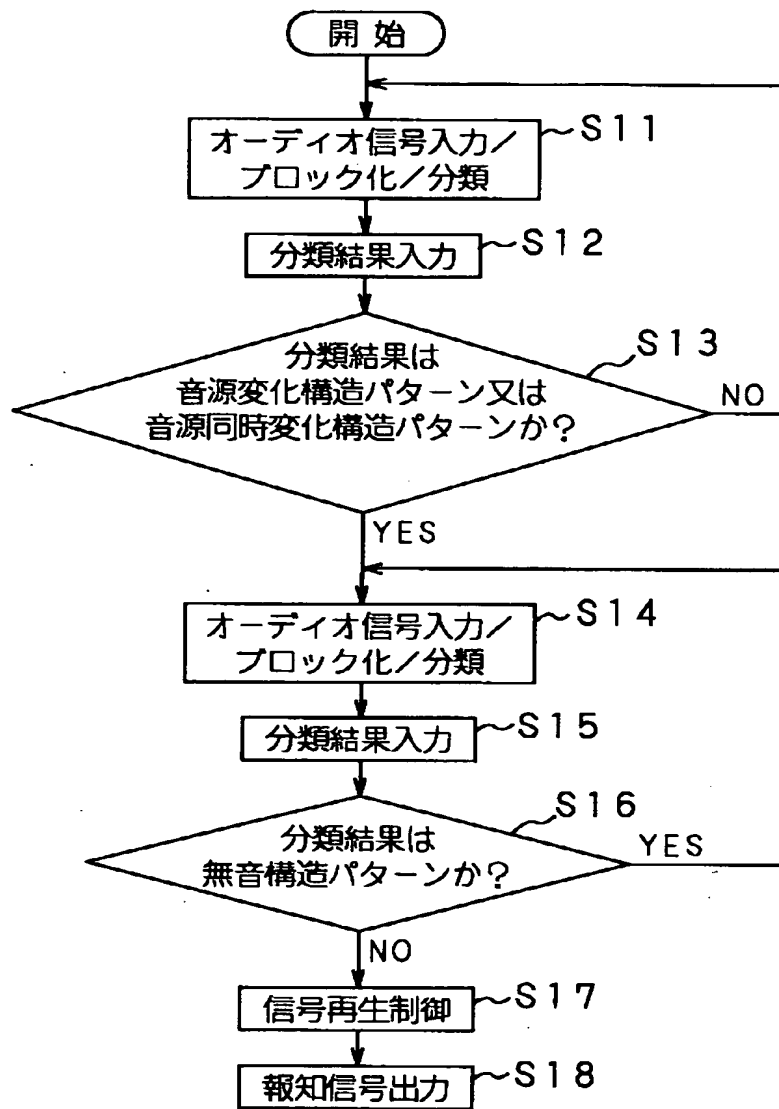 開 始
オーディオ信号入力／
ブロック化／分類
S11
分類結果入力
S12
分類結果は
音源変化構造パターン又は
音源同時変化構造パターンか？
S13
NO
YES
オーディオ信号入力／
ブロック化／分類
S14
分類結果入力
S15
分類結果は
無音構造パターンか？
S16
YES
NO
信号再生制御
S17
報知信号出力
S18